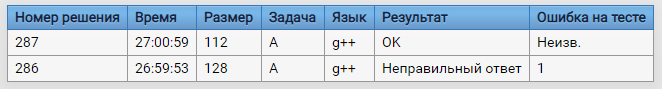 Номер решения Время Размер Задача Язык Результат Ошибка на тесте
287 27:00:59 112 A g++ OK Неизв.
286 26:59:53 128 A g++ Неправильный ответ 1